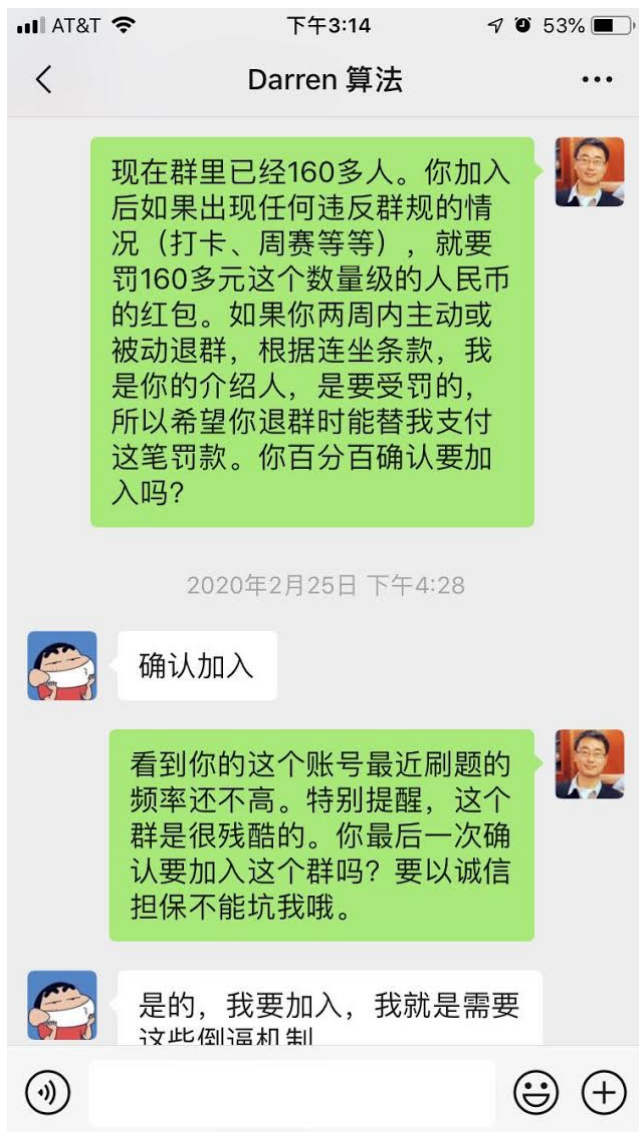 AT&T 下午3:14 53%
Darren 算法
现在群里已经160多人。你加入
后如果出现任何违反群规的情
况（打卡、周赛等等），就要
罚160多元这个数量级的人民币
的红包。如果你两周内主动或
被动退群，根据连坐条款，我
是你的介绍人，是要受罚的，
所以希望你退群时能替我支付
这笔罚款。你百分百确认要加
入吗？
2020年2月25日 下午4:28
确认加入
看到你的这个账号最近刷题的
频率还不高。特别提醒，这个
群是很残酷的。你最后一次确
认要加入这个群吗？要以诚信
担保不能坑我哦。
是的，我要加入，我就是需要
这些倒逼机制